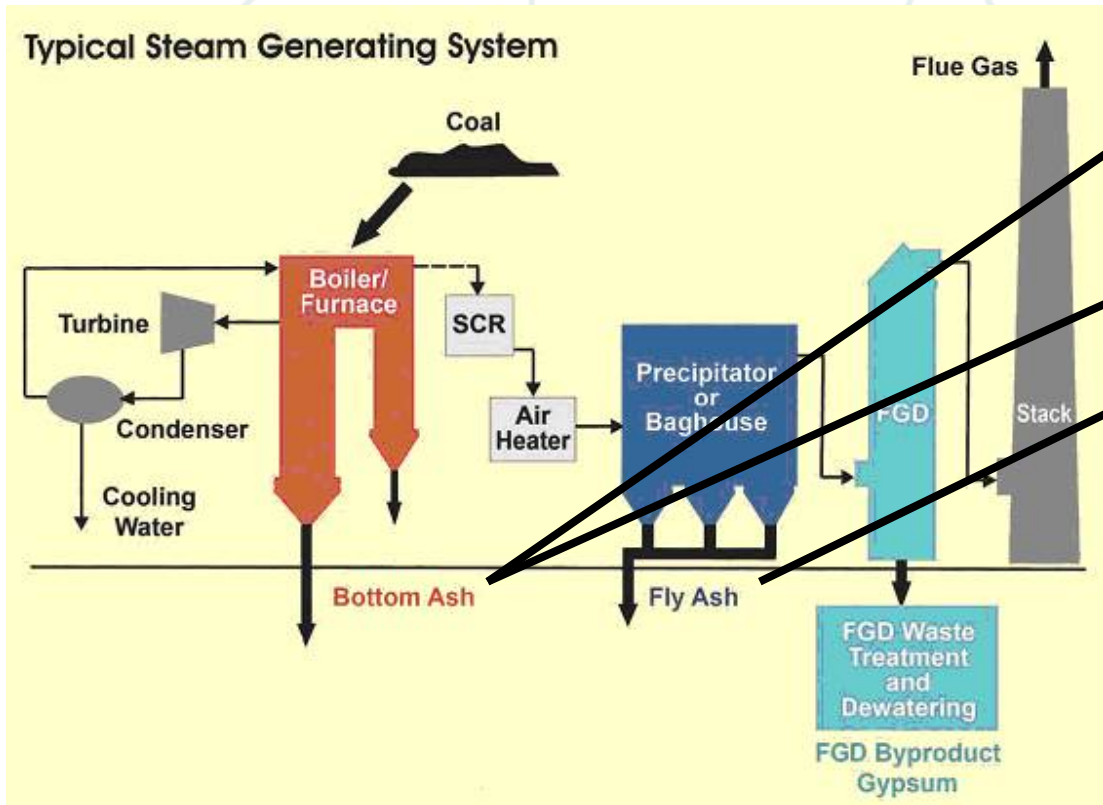 Typical Steam Generating System
Flue Gas
Coal
Boiler/
Furnace
Turbine
SCR
Precipitator
or
Baghouse
FGD
Stack
Air
Heater
Condenser
Cooling
Water
Bottom Ash
Fly Ash
FGD Waste
Treatment
and
Dewatering
FGD Byproduct
Gypsum